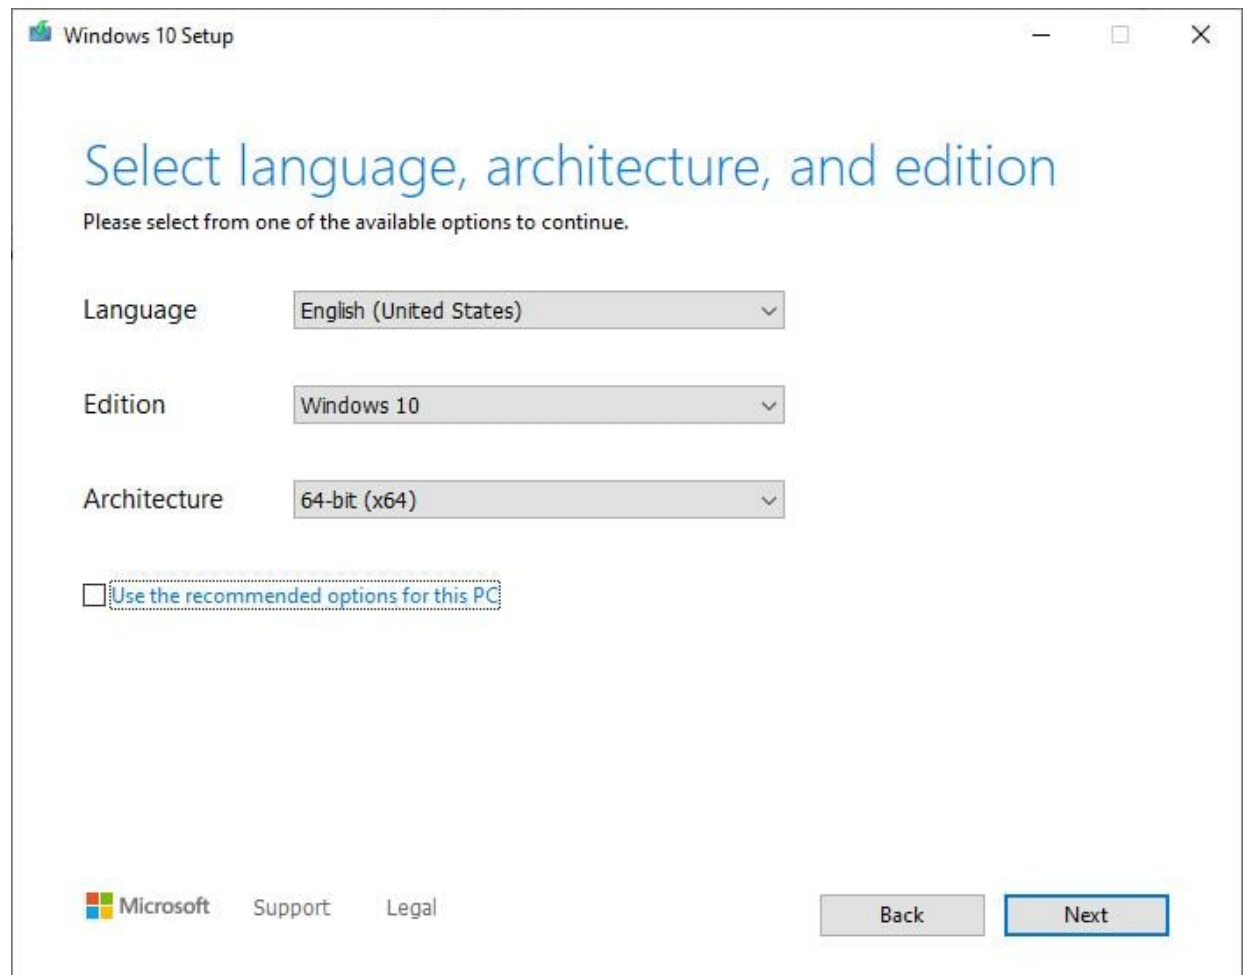 Windows 10 Setup
Select language, architecture, and edition
Please select from one of the available options to continue.
Language English (United States)
Edition Windows 10
Architecture 64-bit (x64)
Use the recommended options for this PC
Microsoft Support Legal Back Next